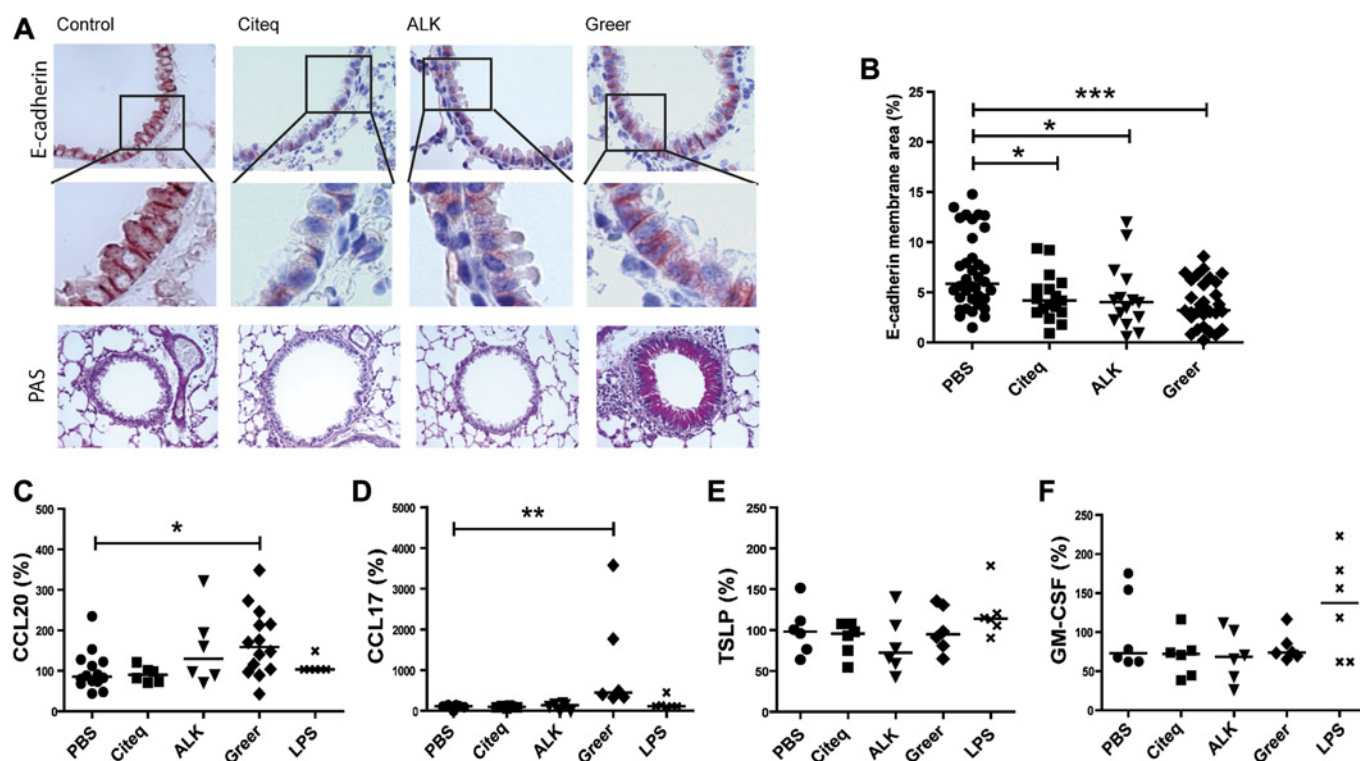 A
Control Citeq ALK Greer
E-cadherin
PAS
B
E-cadherin membrane area (%)
25
20
15
10
5
0
***
*
*
PBS Citeq ALK Greer
C
CCL20 (%)
500
400
300
200
100
0
*
PBS Citeq ALK Greer LPS
D
CCL17 (%)
5000
4000
3000
2000
1000
0
**
PBS Citeq ALK Greer LPS
E
TSLP (%)
250
200
150
100
50
0
PBS Citeq ALK Greer LPS
F
GM-CSF (%)
250
200
150
100
50
0
PBS Citeq ALK Greer LPS